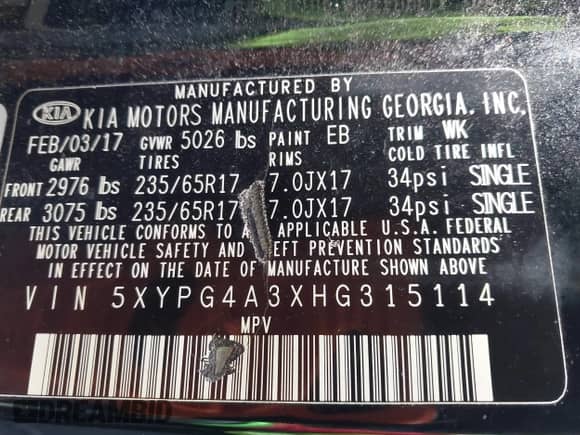 MANUFACTURED BY
KIA KIA MOTORS MANUFACTURING GEORGIA, INC.
FEB/03/17 GVWR 5026 lbs PAINT EB TRIM WK
GAWR TIRES RIMS COLD TIRE INFL
FRONT 2976 lbs 235/65R17 7.0JX17 34psi SINGLE
REAR 3075 lbs 235/65R17 7.0JX17 34psi SINGLE
THIS VEHICLE CONFORMS TO A APPLICABLE U.S.A. FEDERAL
MOTOR VEHICLE SAFETY AND EFT PREVENTION STANDARDS
IN EFFECT ON THE DATE OF MANUFACTURE SHOWN ABOVE
VIN 5XYPG4A3XHG315114
MPV
DREAMBID